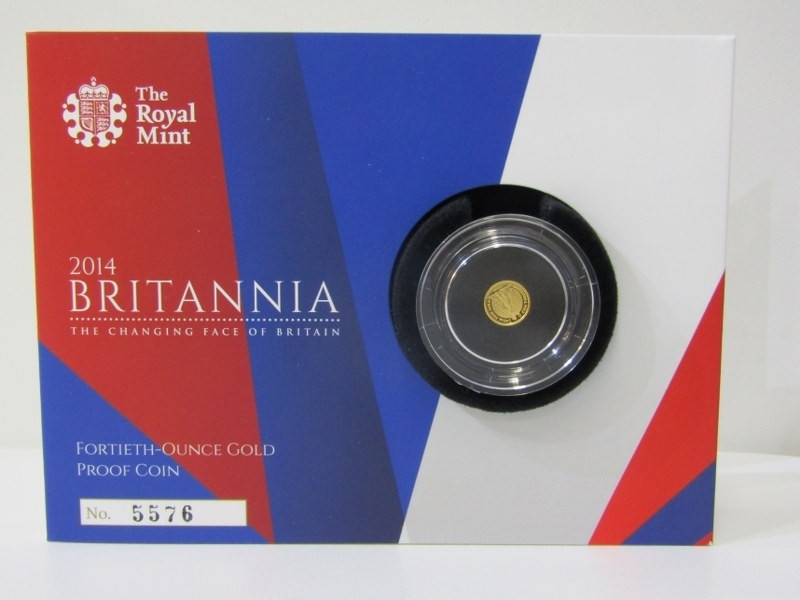 The
Royal
Mint
2014
BRITANNIA
THE CHANGING FACE OF BRITAIN
FORTIETH-OUNCE GOLD
PROOF COIN
No. 5576